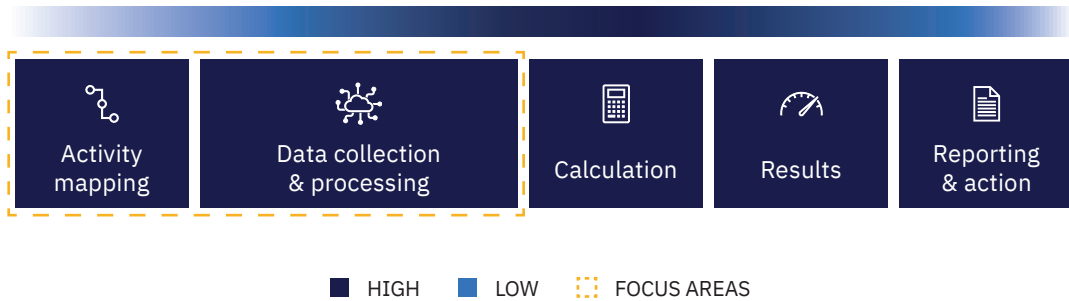 Activity
mapping
Data collection
& processing
Calculation
Results
Reporting
& action
HIGH
LOW
FOCUS AREAS